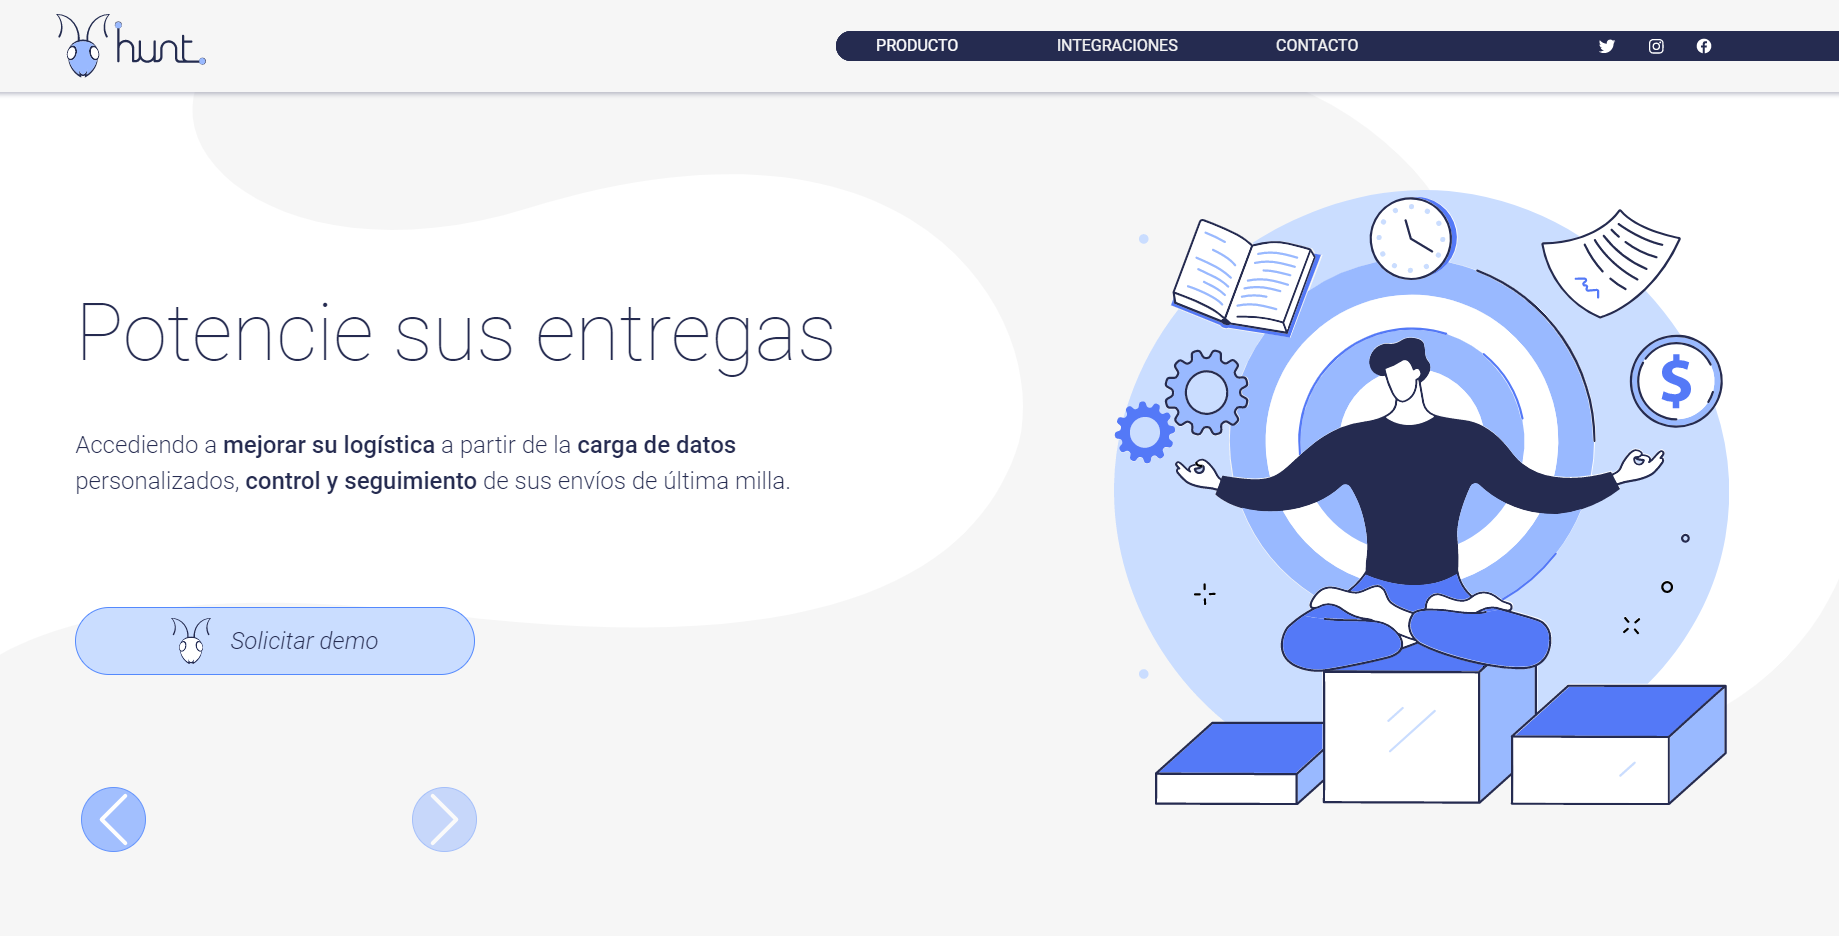 hunt.
PRODUCTO INTEGRACIONES CONTACTO
Potencie sus entregas
Accediendo a mejorar su logística a partir de la carga de datos
personalizados, control y seguimiento de sus envíos de última milla.
Solicitar demo
$